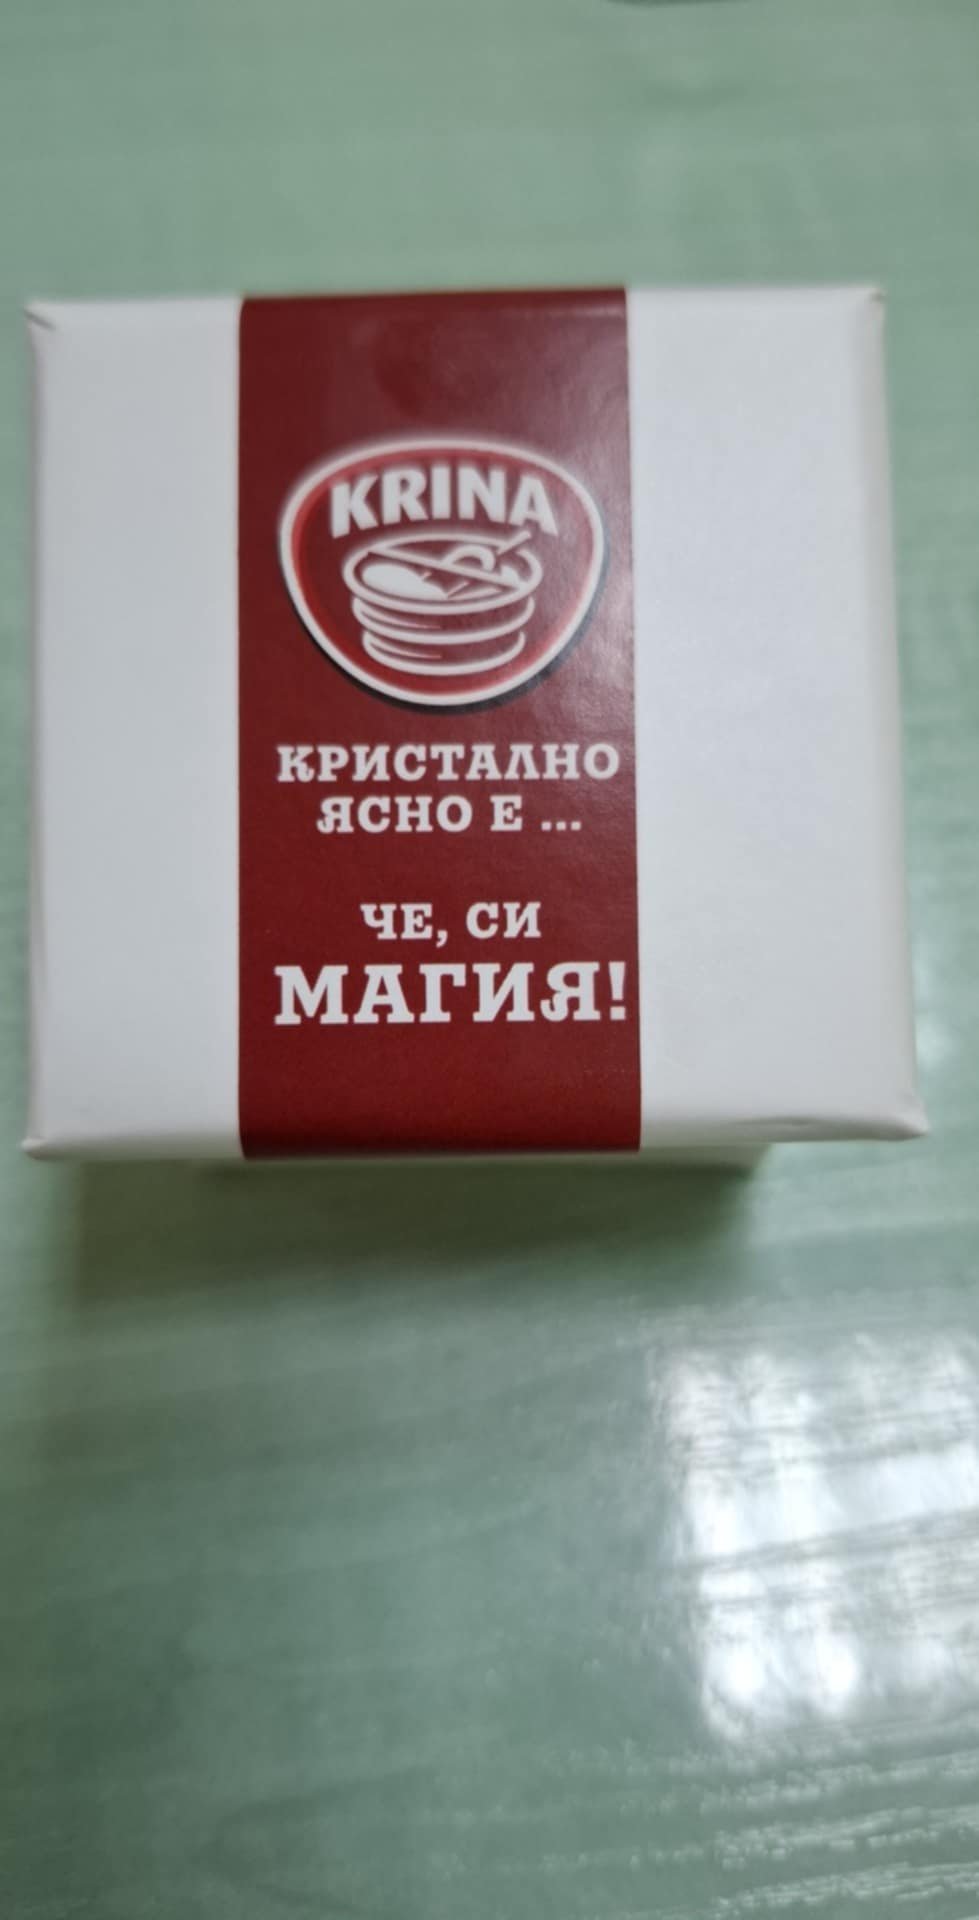 KRINA
КРИСТАЛНО
ЯСНО Е ...
ЧЕ, СИ
МАГИЯ!